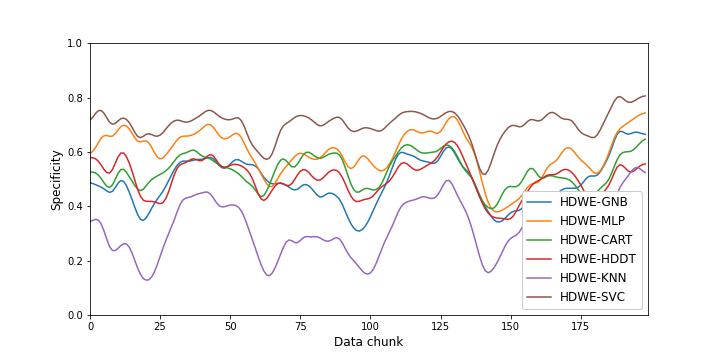 1.0
0.8
0.6
0.4
0.2
0.0
Specificity
0 25 50 75 100 125 150 175
Data chunk
HDWE-GNB
HDWE-MLP
HDWE-CART
HDWE-HDDT
HDWE-KNN
HDWE-SVC